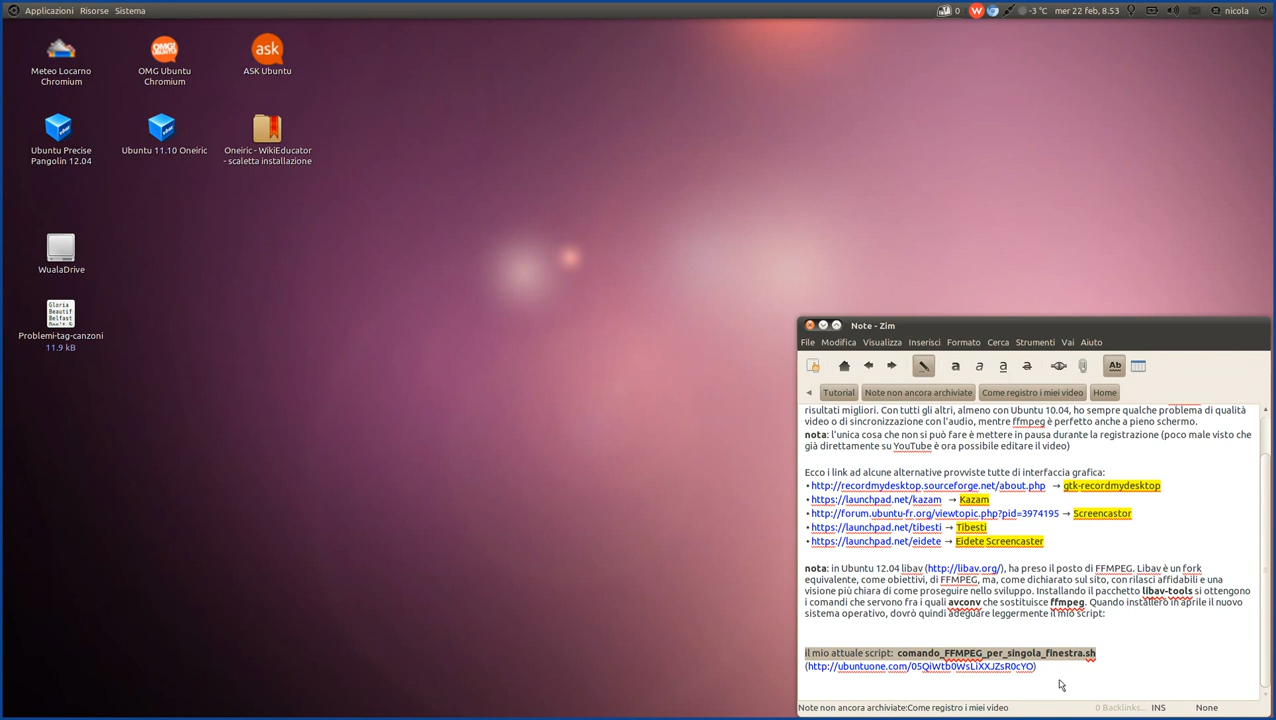 Applicazioni Risorse Sistema
0 W -3 °C mer 22 feb, 8.53 nicola
Meteo Locarno
Chromium
OMG!
UBUNTU!
OMG Ubuntu
Chromium
ask
ASK Ubuntu
Ubuntu Precise
Pangolin 12.04
Ubuntu 11.10 Oneiric
Oneiric - WikiEducator
- scaletta installazione
WualaDrive
Gloria
Beautif
Belfast
Don't S
Problemi-tag-canzoni
11.9 kB
Note - Zim
File Modifica Visualizza Inserisci Formato Cerca Strumenti Vai Aiuto
a a a a Ab
Tutorial Note non ancora archiviate Come registro i miei video Home
risultati migliori. Con tutti gli altri, almeno con Ubuntu 10.04, ho sempre qualche problema di qualità
video o di sincronizzazione con l'audio, mentre ffmpeg è perfetto anche a pieno schermo.
nota: l'unica cosa che non si può fare è mettere in pausa durante la registrazione (poco male visto che
già direttamente su YouTube è ora possibile editare il video)
Ecco i link ad alcune alternative provviste tutte di interfaccia grafica:
• http://recordmydesktop.sourceforge.net/about.php → gtk-recordmydesktop
• https://launchpad.net/kazam → Kazam
• http://forum.ubuntu-fr.org/viewtopic.php?pid=3974195 → Screencastor
• https://launchpad.net/tibesti → Tibesti
• https://launchpad.net/eidete → Eidete Screencaster
nota: in Ubuntu 12.04 libav (http://libav.org/), ha preso il posto di FFMPEG. Libav è un fork
equivalente, come obiettivi, di FFMPEG, ma, come dichiarato sul sito, con rilasci affidabili e una
visione più chiara di come proseguire nello sviluppo. Installando il pacchetto libav-tools si ottengono
i comandi che servono fra i quali avconv che sostituisce ffmpeg. Quando installerò in aprile il nuovo
sistema operativo, dovrò quindi adeguare leggermente il mio script:
il mio attuale script: comando_FFMPEG_per_singola_finestra.sh
(http://ubuntuone.com/05QiWtb0WsLiXXJZsR0cYO)
Note non ancora archiviate:Come registro i miei video 0 Backlinks... INS None